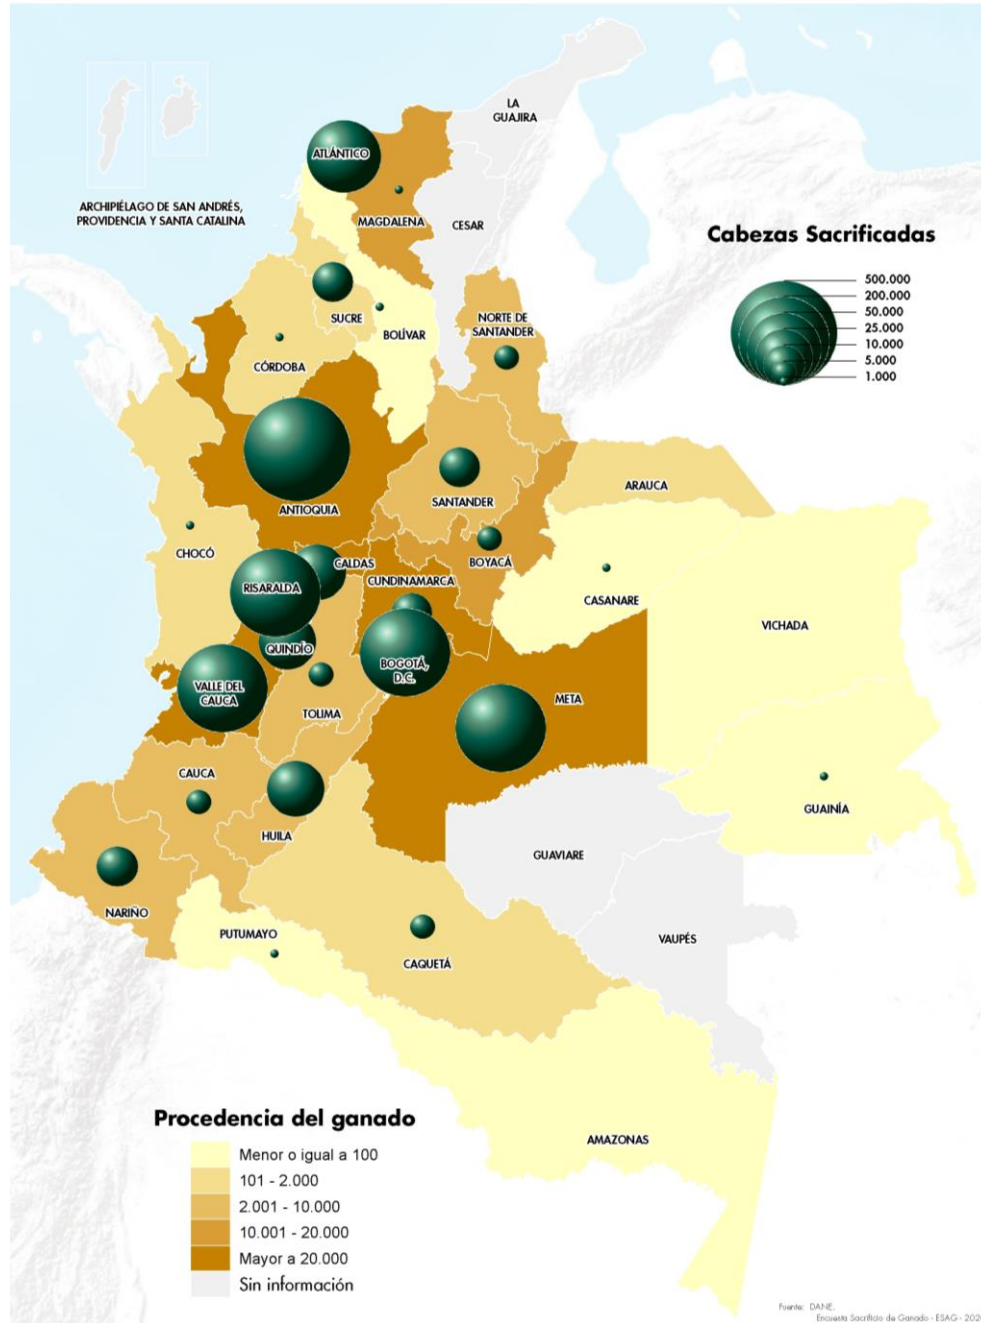 LA
GUAJIRA
ATLÁNTICO
ARCHIPIÉLAGO DE SAN ANDRÉS,
PROVIDENCIA Y SANTA CATALINA
MAGDALENA
CESAR
Cabezas Sacrificadas
500.000
200.000
50.000
25.000
10.000
5.000
1.000
SUCRE
BOLÍVAR
NORTE DE
SANTANDER
CÓRDOBA
ANTIOQUIA
SANTANDER
ARAUCA
CHOCÓ
CALDAS
BOYACÁ
RISARALDA
CUNDINAMARCA
CASANARE
VICHADA
QUINDÍO
BOGOTÁ,
D.C.
VALLE DEL
CAUCA
META
TOLIMA
CAUCA
GUAINÍA
HUILA
GUAVIARE
NARIÑO
PUTUMAYO
VAUPÉS
CAQUETÁ
Procedencia del ganado
Menor o igual a 100
101 - 2.000
2.001 - 10.000
10.001 - 20.000
Mayor a 20.000
Sin información
AMAZONAS
Fuente: DANE.
Encuesta Sacrificio de Ganado - ESAG - 202